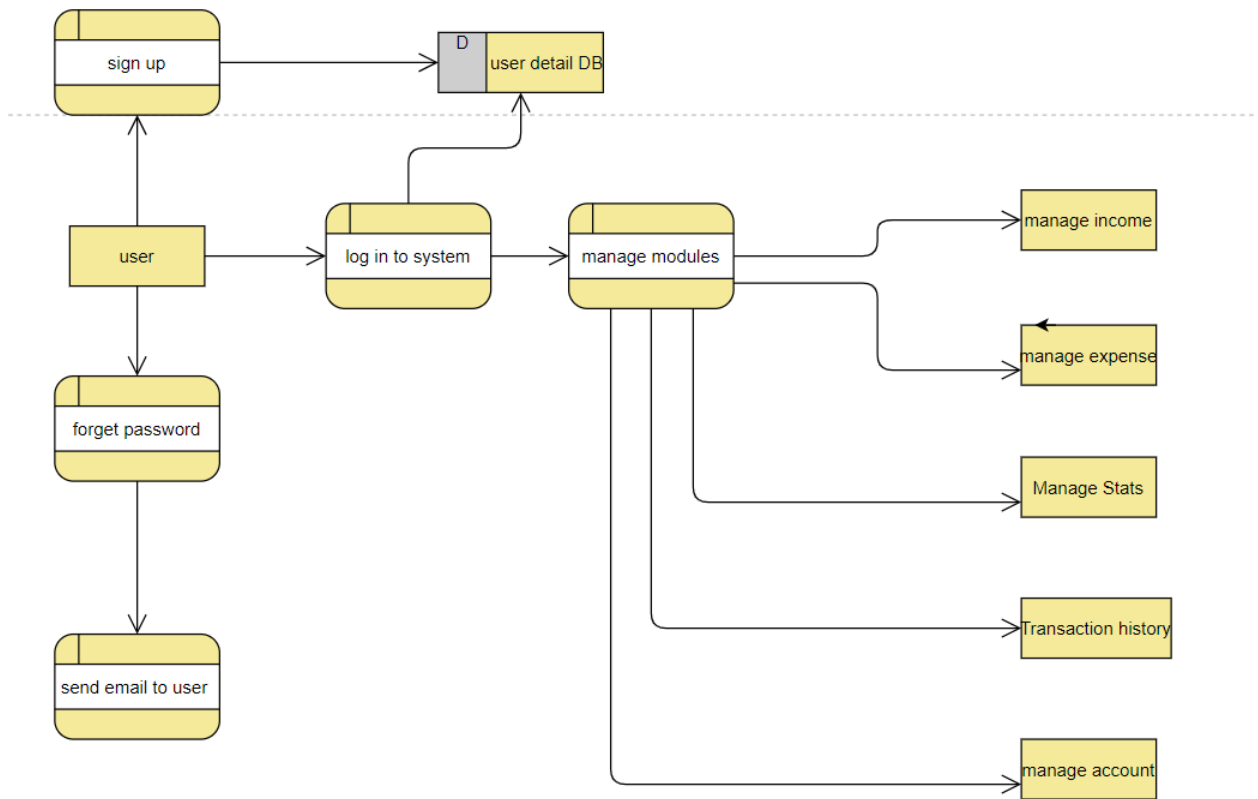 sign up
D
user detail DB
user
log in to system
manage modules
manage income
manage expense
forget password
Manage Stats
Transaction history
send email to user
manage account